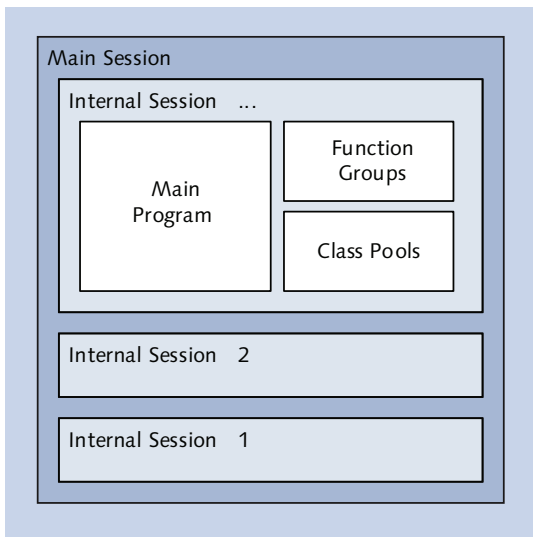 Main Session
Internal Session ...
Main
Program
Function
Groups
Class Pools
Internal Session 2
Internal Session 1